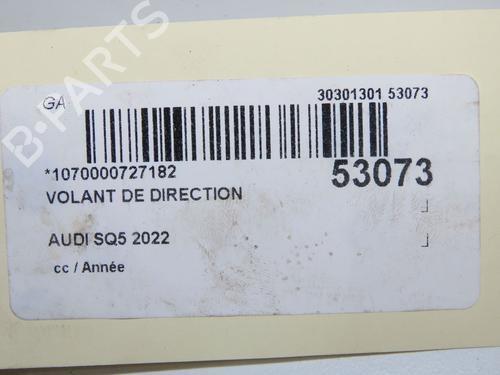 GA
30301301 53073
*1070000727182
53073
VOLANT DE DIRECTION
AUDI SQ5 2022
cc / Année
B-PARTS